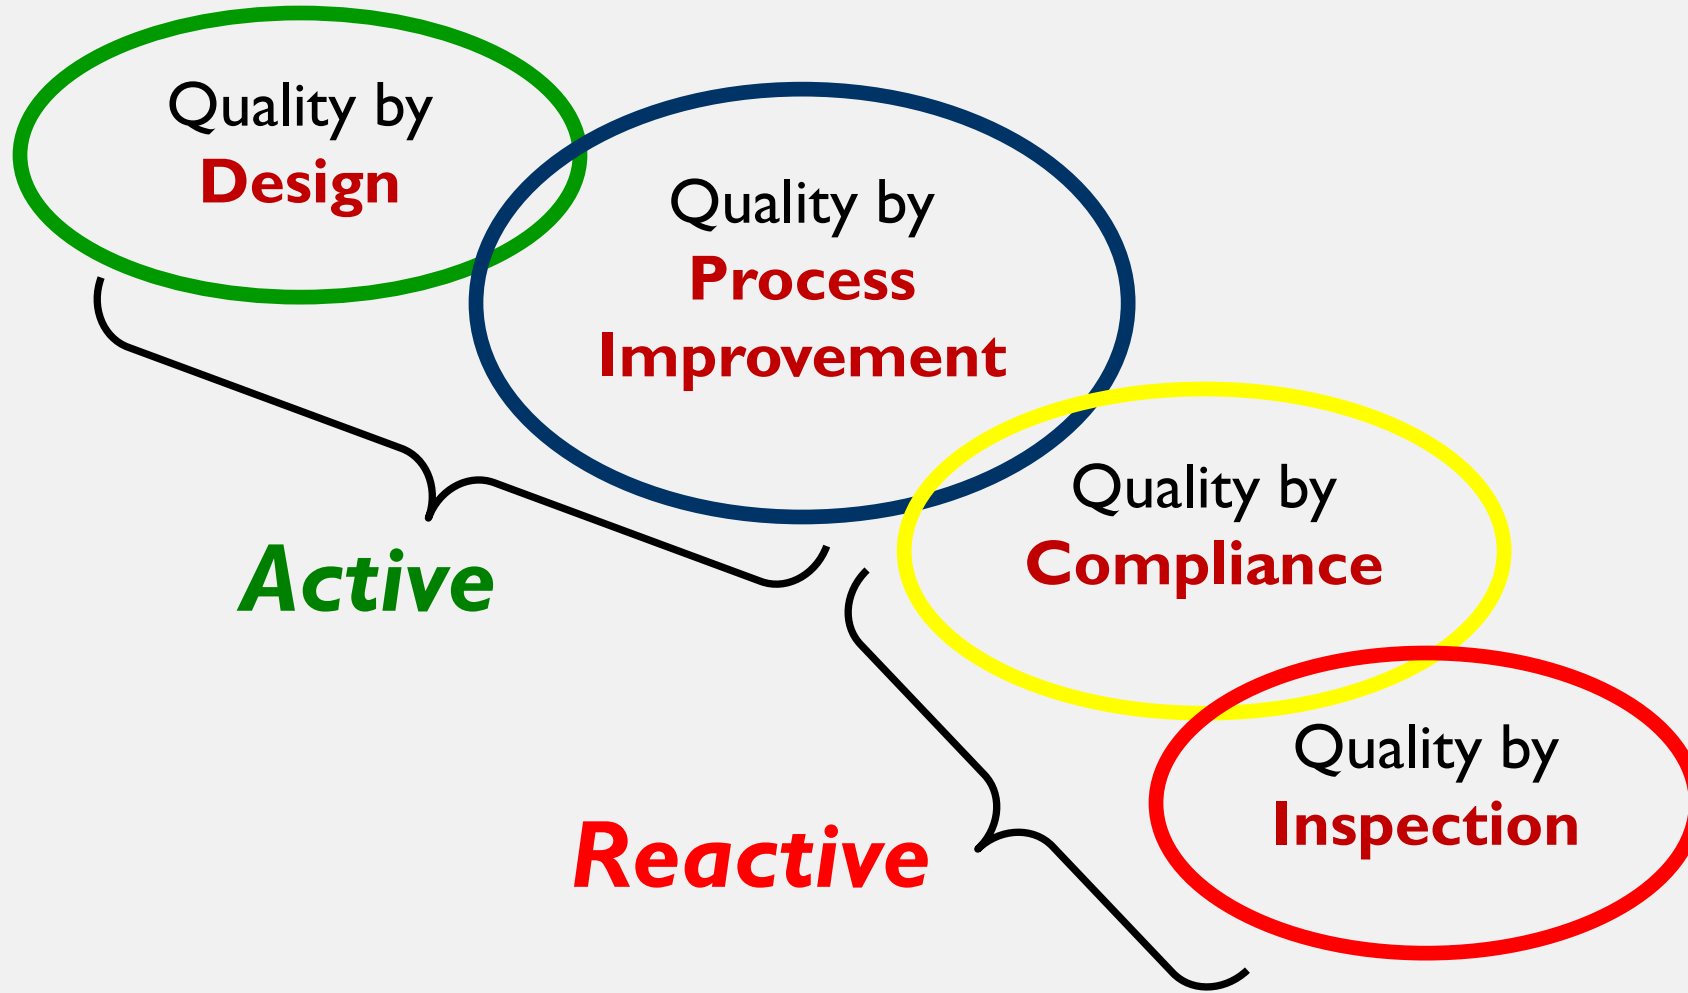 Quality by
Design
Quality by
Process
Improvement
Quality by
Compliance
Active
Quality by
Inspection
Reactive